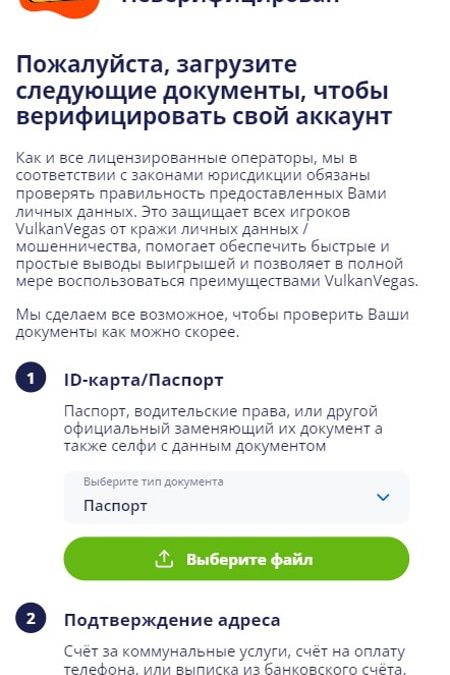 Пожалуйста, загрузите
следующие документы, чтобы
верифицировать свой аккаунт
Как и все лицензированные операторы, мы в
соответствии с законами юрисдикции обязаны
проверять правильность предоставленных Вами
личных данных. Это защищает всех игроков
VulkanVegas от кражи личных данных /
мошенничества, помогает обеспечить быстрые и
простые выводы выигрышей и позволяет в полной
мере воспользоваться преимуществами VulkanVegas.
Мы сделаем все возможное, чтобы проверить Ваши
документы как можно скорее.
1 ID-карта/Паспорт
Паспорт, водительские права, или другой
официальный заменяющий их документ а
также селфи с данным документом
Выберите тип документа
Паспорт
Выберите файл
2 Подтверждение адреса
Счёт за коммунальные услуги, счёт на оплату
телефона, или выписка из банковского счёта.